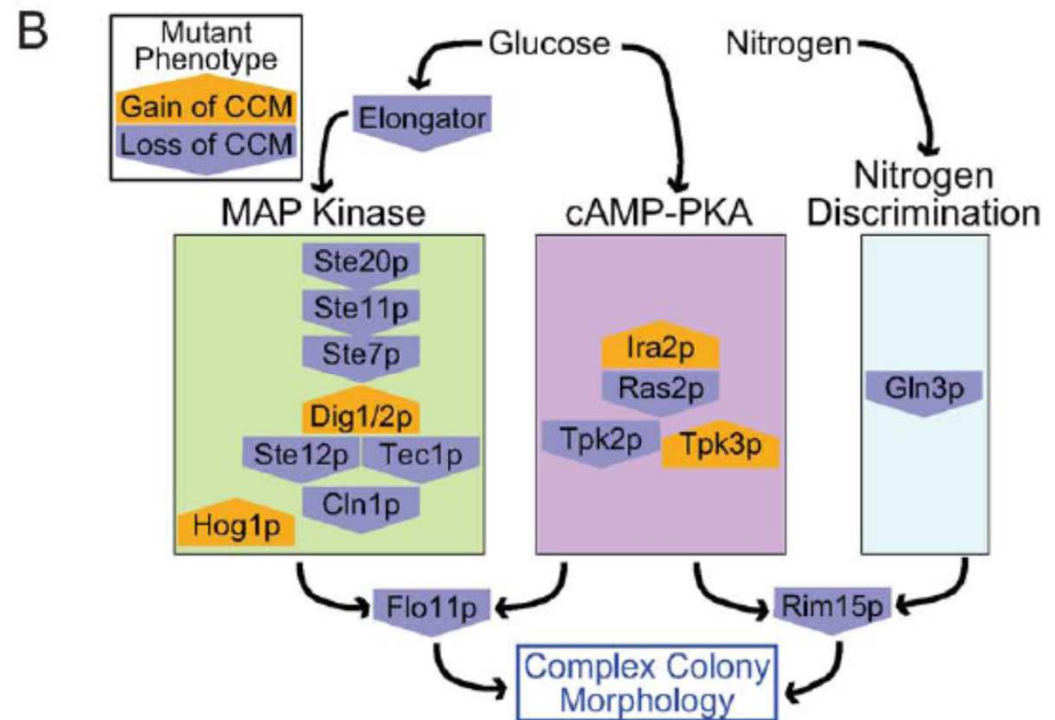 B
Mutant
Phenotype
Gain of CCM
Loss of CCM
Glucose
Nitrogen
Elongator
MAP Kinase
cAMP-PKA
Nitrogen
Discrimination
Ste20p
Ste11p
Ste7p
Dig1/2p
Ste12p
Tec1p
Cln1p
Hog1p
Ira2p
Ras2p
Tpk2p
Tpk3p
Gln3p
Flo11p
Rim15p
Complex Colony
Morphology